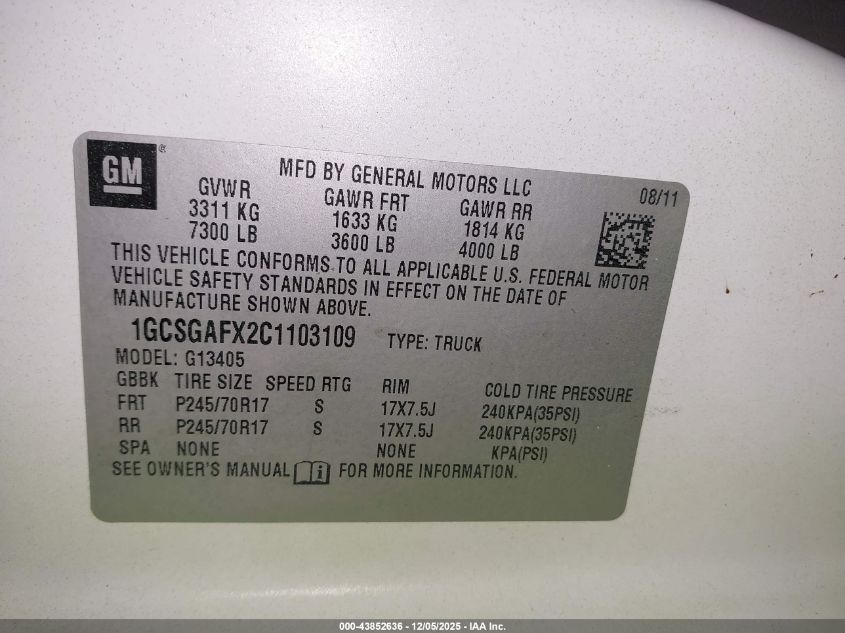 GM
MFD BY GENERAL MOTORS LLC
08/11
GVWR GAWR FRT GAWR RR
3311 KG 1633 KG 1814 KG
7300 LB 3600 LB 4000 LB
THIS VEHICLE CONFORMS TO ALL APPLICABLE U.S. FEDERAL MOTOR
VEHICLE SAFETY STANDARDS IN EFFECT ON THE DATE OF
MANUFACTURE SHOWN ABOVE.
1GCSGAFX2C1103109 TYPE: TRUCK
MODEL: G13405
GBBK TIRE SIZE SPEED RTG RIM COLD TIRE PRESSURE
FRT P245/70R17 S 17X7.5J 240KPA(35PSI)
RR P245/70R17 S 17X7.5J 240KPA(35PSI)
SPA NONE NONE KPA(PSI)
SEE OWNER'S MANUAL i FOR MORE INFORMATION.
000-43852636 - 12/05/2025 - IAA Inc.